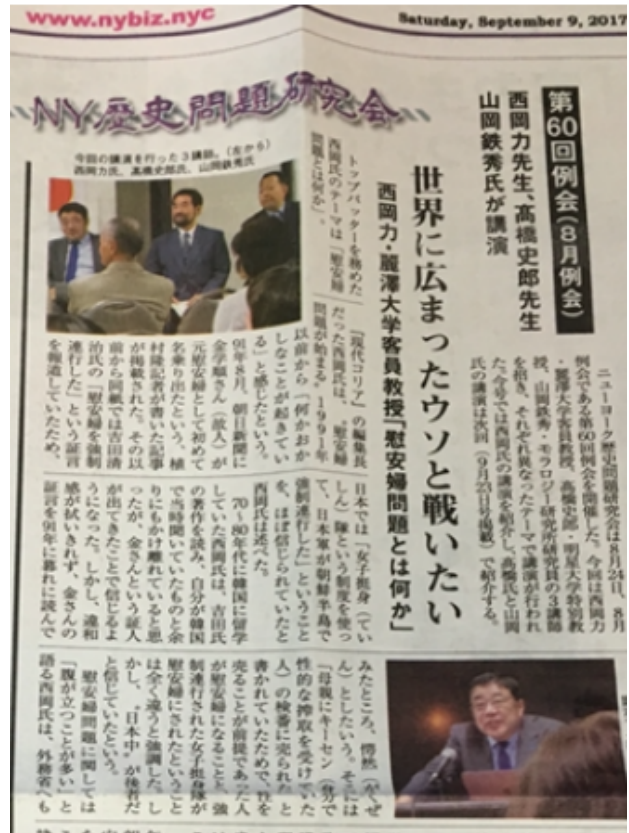 www.nybiz.nyc
Saturday, September 9, 2017
NY歴史問題研究会
第60回例会(8月例会)
西岡力先生、髙橋史郎先生
山岡鉄秀氏が講演
ニューヨーク歴史問題研究会は8月24日、8月
例会である第60回例会を開催した。今回は西岡力
・麗澤大学客員教授、髙橋史郎・明星大学特別教
授、山岡鉄秀・モラロジー研究所研究員の3講師
を招き、それぞれ異なったテーマで講演が行われ
た。今号では西岡氏の講演を紹介し、髙橋氏と山岡
氏の講演は次回(9月23日号掲載)で紹介する。
世界に広まったウソと戦いたい
西岡力・麗澤大学客員教授「慰安婦問題とは何か」
今回の講演を行った3講師。(左から)
西岡力氏、髙橋史郎氏、山岡鉄秀氏
トップバッターを務めた
西岡氏のテーマは「慰安婦
問題とは何か」。
『現代コリア』の編集長
だった西岡氏は、「慰安婦
問題が始まる」1991年
以前から「何かおか
しなことが起きてい
る」と感じたという。
91年8月、朝日新聞に
金学順さん(故人)が
元慰安婦として初めて
名乗り出たという、植
村隆記者が書いた記事
が掲載された。その以
前から同紙では吉田清
治氏の「慰安婦を強制
連行した」という証言
を報道していたため、
日本では「女子挺身(てい
しん)隊という制度を使っ
て、日本軍が朝鮮半島で
強制連行した」ということ
を、ほぼ信じられていたと
西岡氏は述べた。
70~80年代に韓国に留学
していた西岡氏は、吉田氏
の著作を読み、自分が韓国
で当時聞いていたものと余
りにもかけ離れていると思
ったが、金さんという証人
が出てきたことで信じるよ
うになった。しかし、違和
感が拭いきれず、金さんの
証言を91年に暮れに読んで
みたところ、愕然(がくぜ
ん)としたいう。そこには
「母親にキーセン(身分で
性的な搾取を受けていた
人)の検番に売られた」と
書かれていたためで、性を
売ることが前提であった人
が慰安婦になることと、強
制連行された女子挺身隊が
慰安婦にされたということ
は全く違うと強調した。し
かし、"日本中"が後者だ
と信じていたという。
慰安婦問題に関しては
「腹が立つことが多い」と
語る西岡氏は、外務省へも